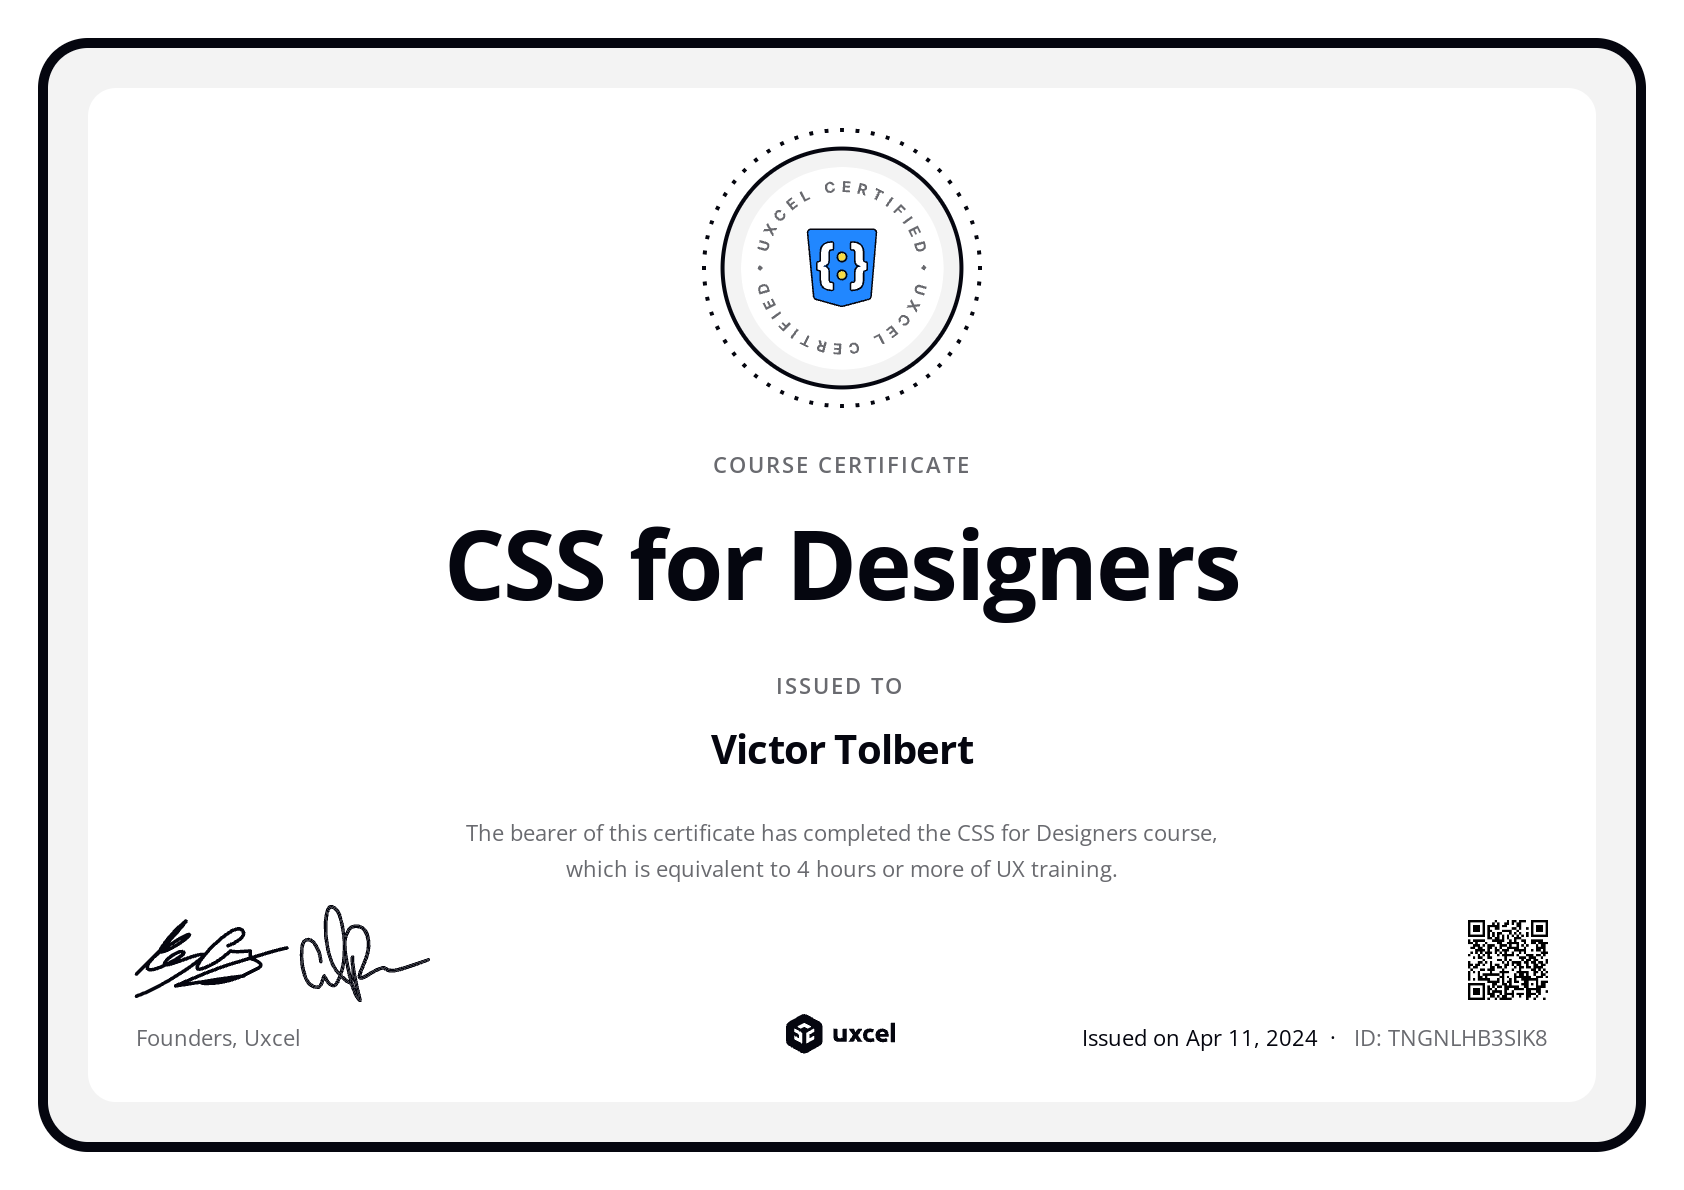 UXCEL CERTIFIED • UXCEL CERTIFIED •
COURSE CERTIFICATE
CSS for Designers
ISSUED TO
Victor Tolbert
The bearer of this certificate has completed the CSS for Designers course,
which is equivalent to 4 hours or more of UX training.
Founders, Uxcel
uxcel
Issued on Apr 11, 2024 · ID: TNGNLHB3SIK8